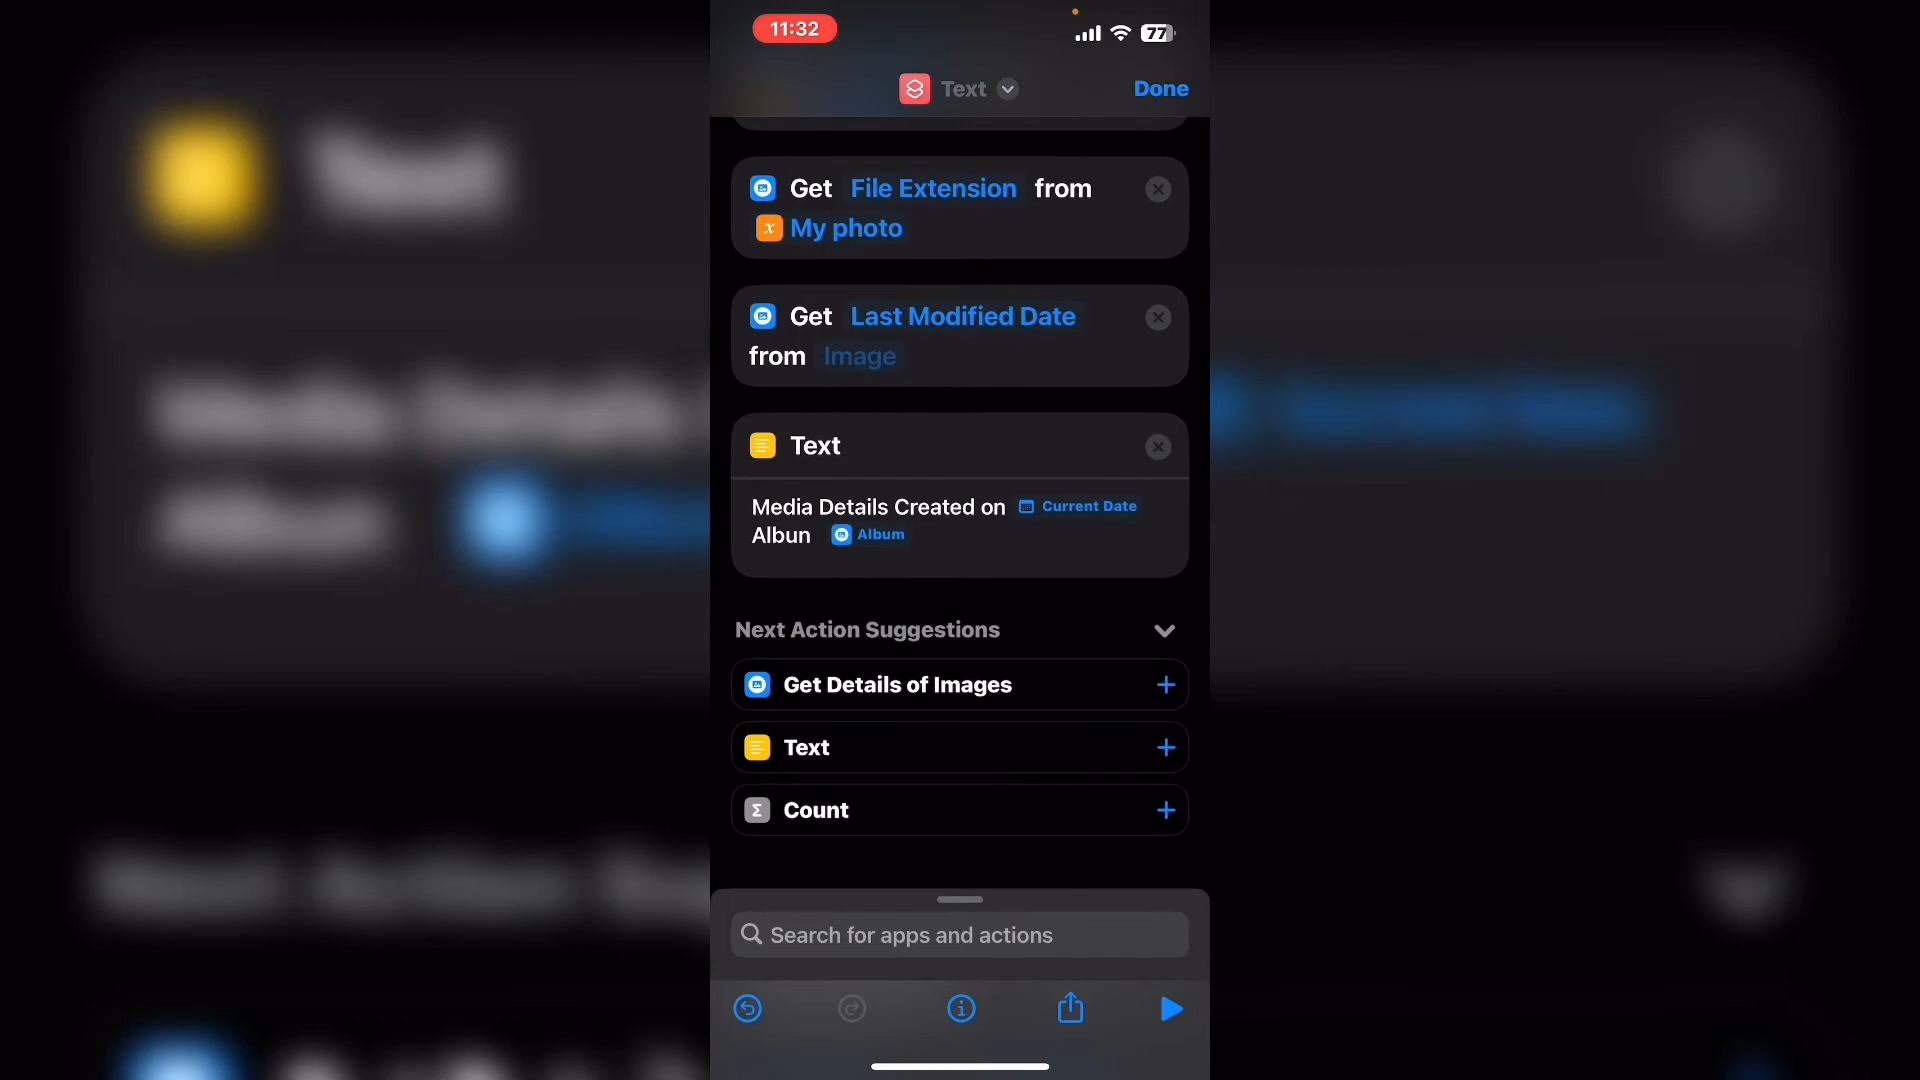 11:32
77
Text
Done
Get File Extension from
x My photo
Get Last Modified Date
from Image
Text
Media Details Created on Current Date
Albun Album
Next Action Suggestions
Get Details of Images
Text
Count
Search for apps and actions